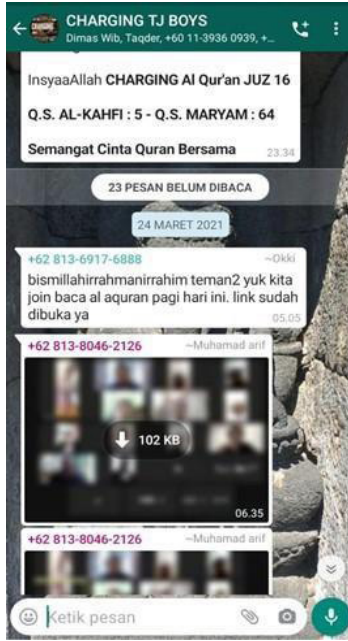 CHARGING TJ BOYS
Dimas Wib, Taqder, +60 11-3936 0939, +...
InsyaaAllah CHARGING Al Qur'an JUZ 16
Q.S. AL-KAHFI : 5 - Q.S. MARYAM : 64
Semangat Cinta Quran Bersama 23.34
23 PESAN BELUM DIBACA
24 MARET 2021
+62 813-6917-6888 ~Okki
bismillahirrahmanirrahim teman2 yuk kita
join baca al aquran pagi hari ini. link sudah
dibuka ya 05.05
+62 813-8046-2126 ~Muhamad arif
102 KB
06.35
+62 813-8046-2126 ~Muhamad arif
Ketik pesan